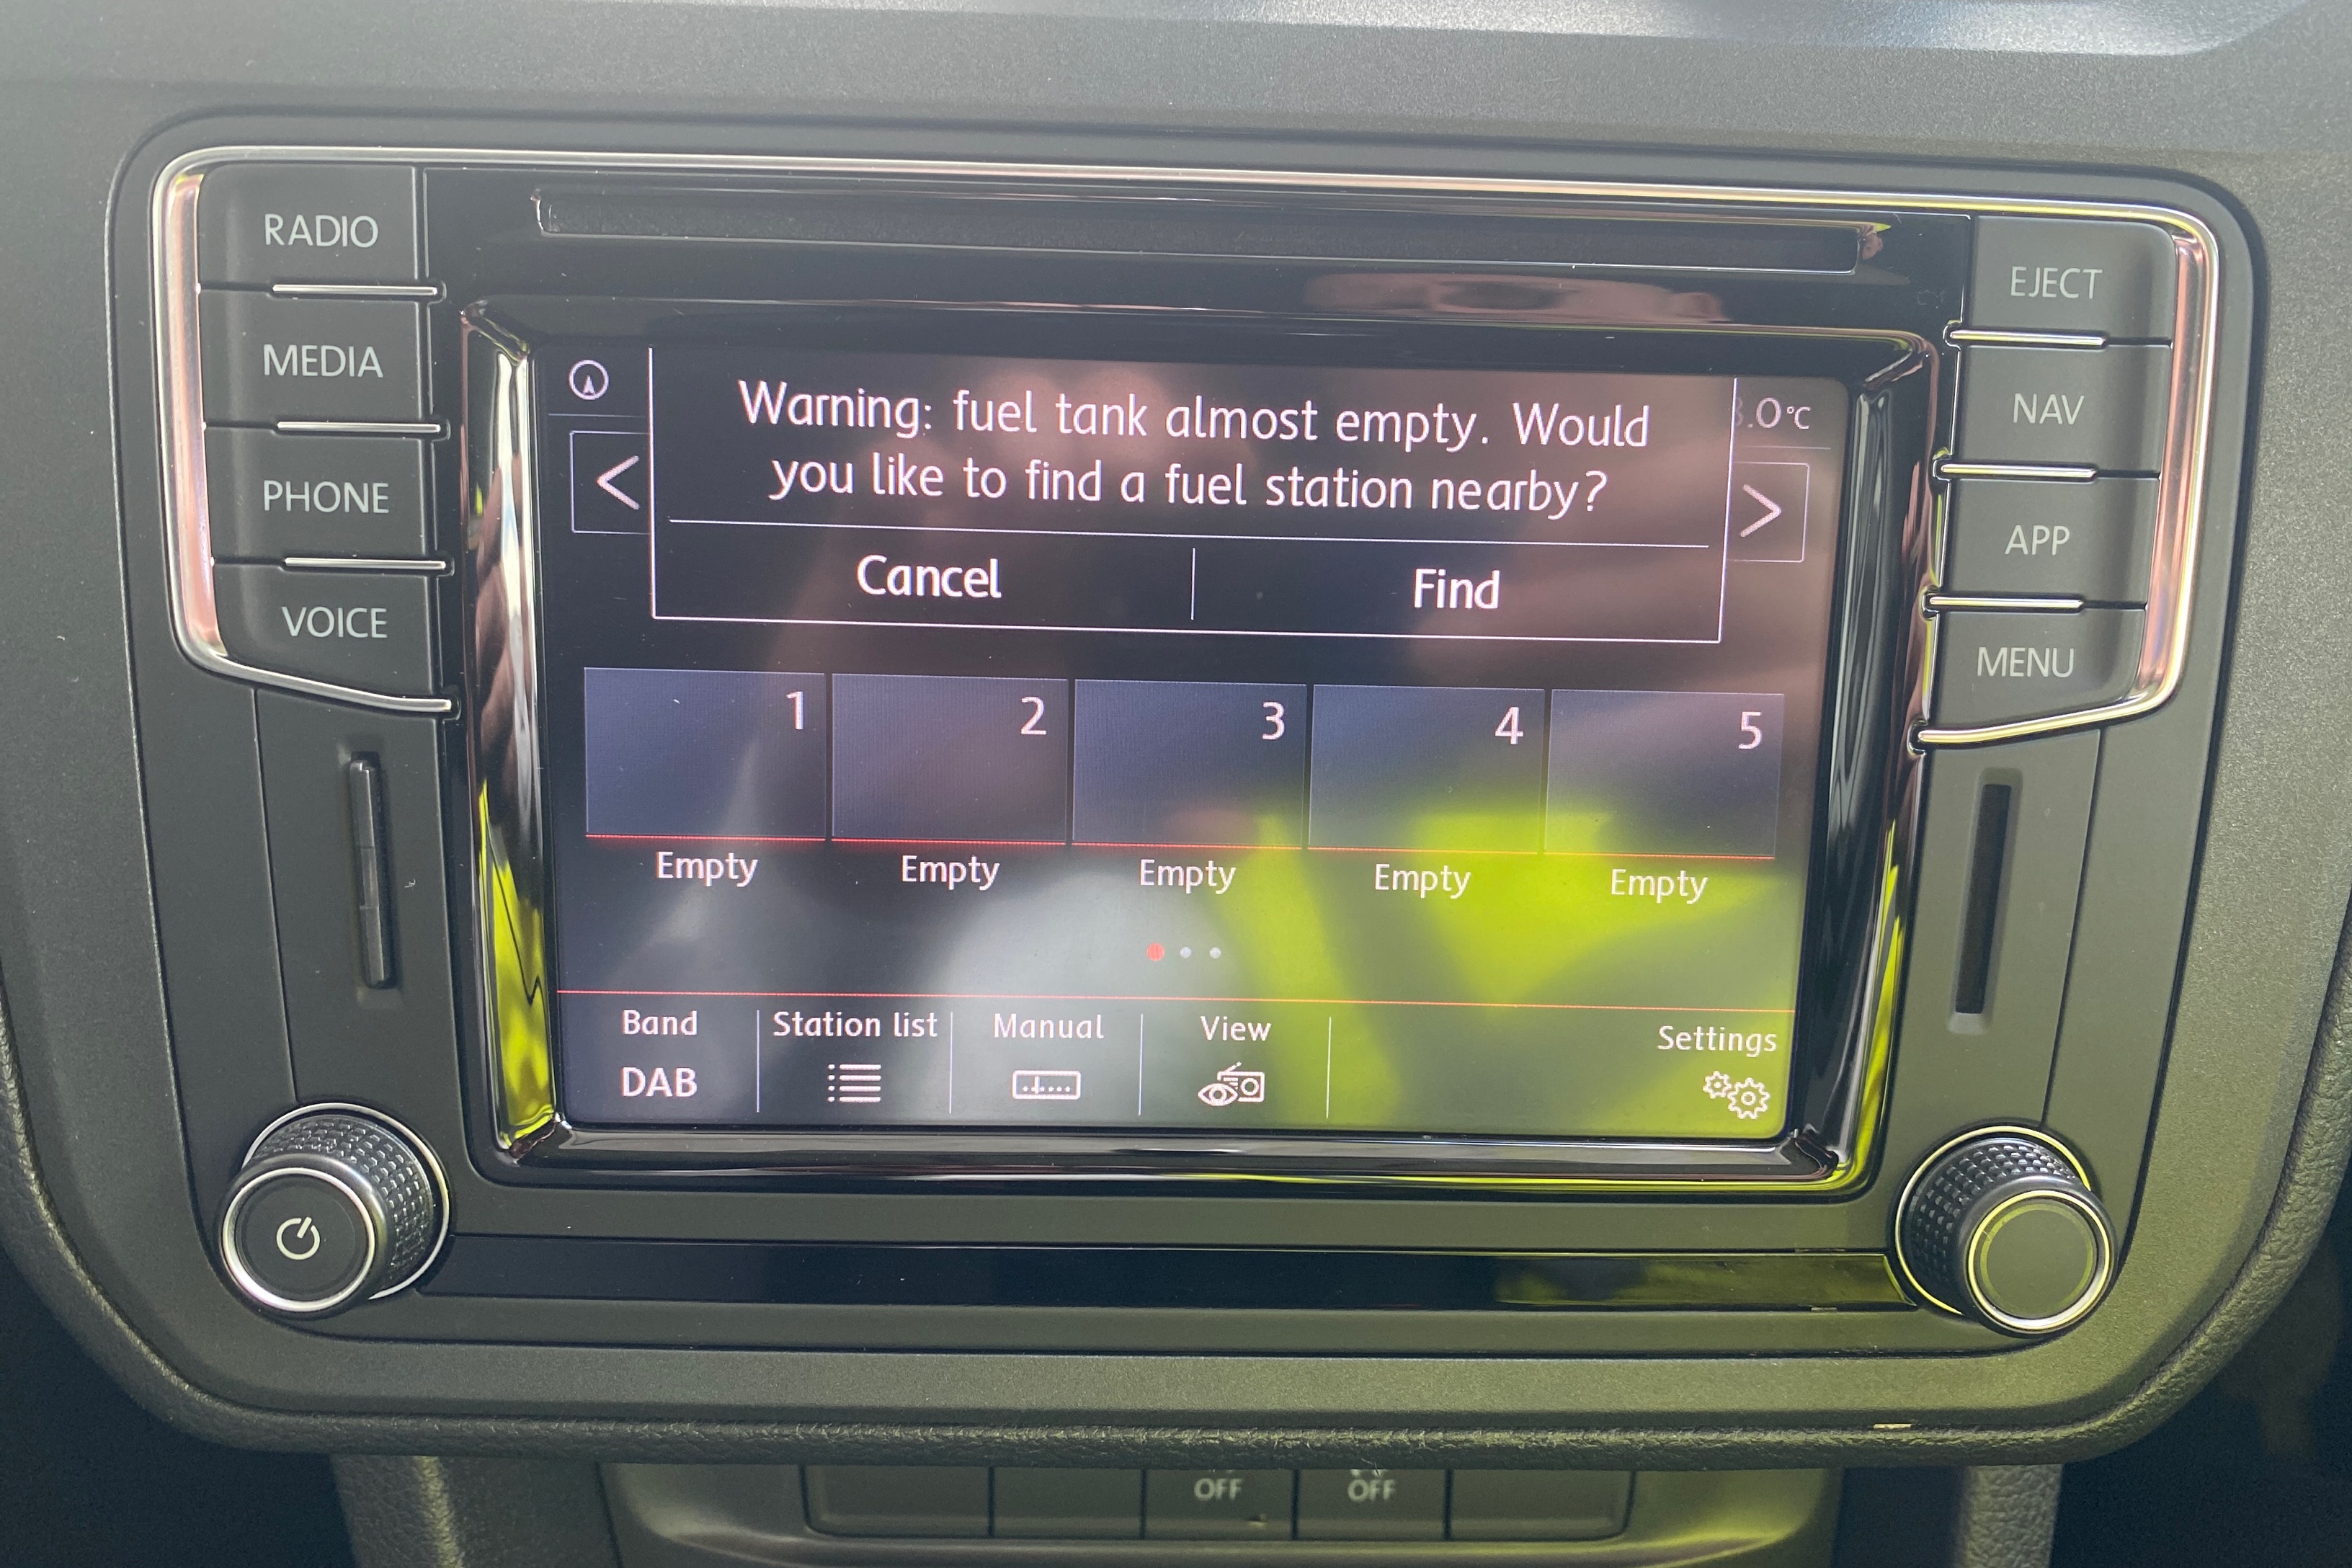 RADIO
MEDIA
PHONE
VOICE
EJECT
NAV
APP
MENU
Warning: fuel tank almost empty. Would
you like to find a fuel station nearby?
Cancel Find
.0°C
< >
1 2 3 4 5
Empty Empty Empty Empty Empty
Band Station list Manual View Settings
DAB
OFF OFF